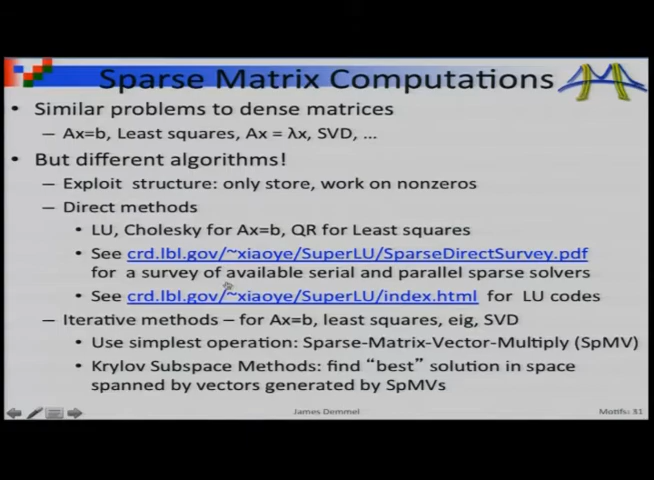 Sparse Matrix Computations
• Similar problems to dense matrices
– Ax=b, Least squares, Ax = λx, SVD, ...
• But different algorithms!
– Exploit structure: only store, work on nonzeros
– Direct methods
• LU, Cholesky for Ax=b, QR for Least squares
• See crd.lbl.gov/~xiaoye/SuperLU/SparseDirectSurvey.pdf
for a survey of available serial and parallel sparse solvers
• See crd.lbl.gov/~xiaoye/SuperLU/index.html for LU codes
– Iterative methods – for Ax=b, least squares, eig, SVD
• Use simplest operation: Sparse-Matrix-Vector-Multiply (SpMV)
• Krylov Subspace Methods: find “best” solution in space
spanned by vectors generated by SpMVs
James Demmel
Motifs: 31